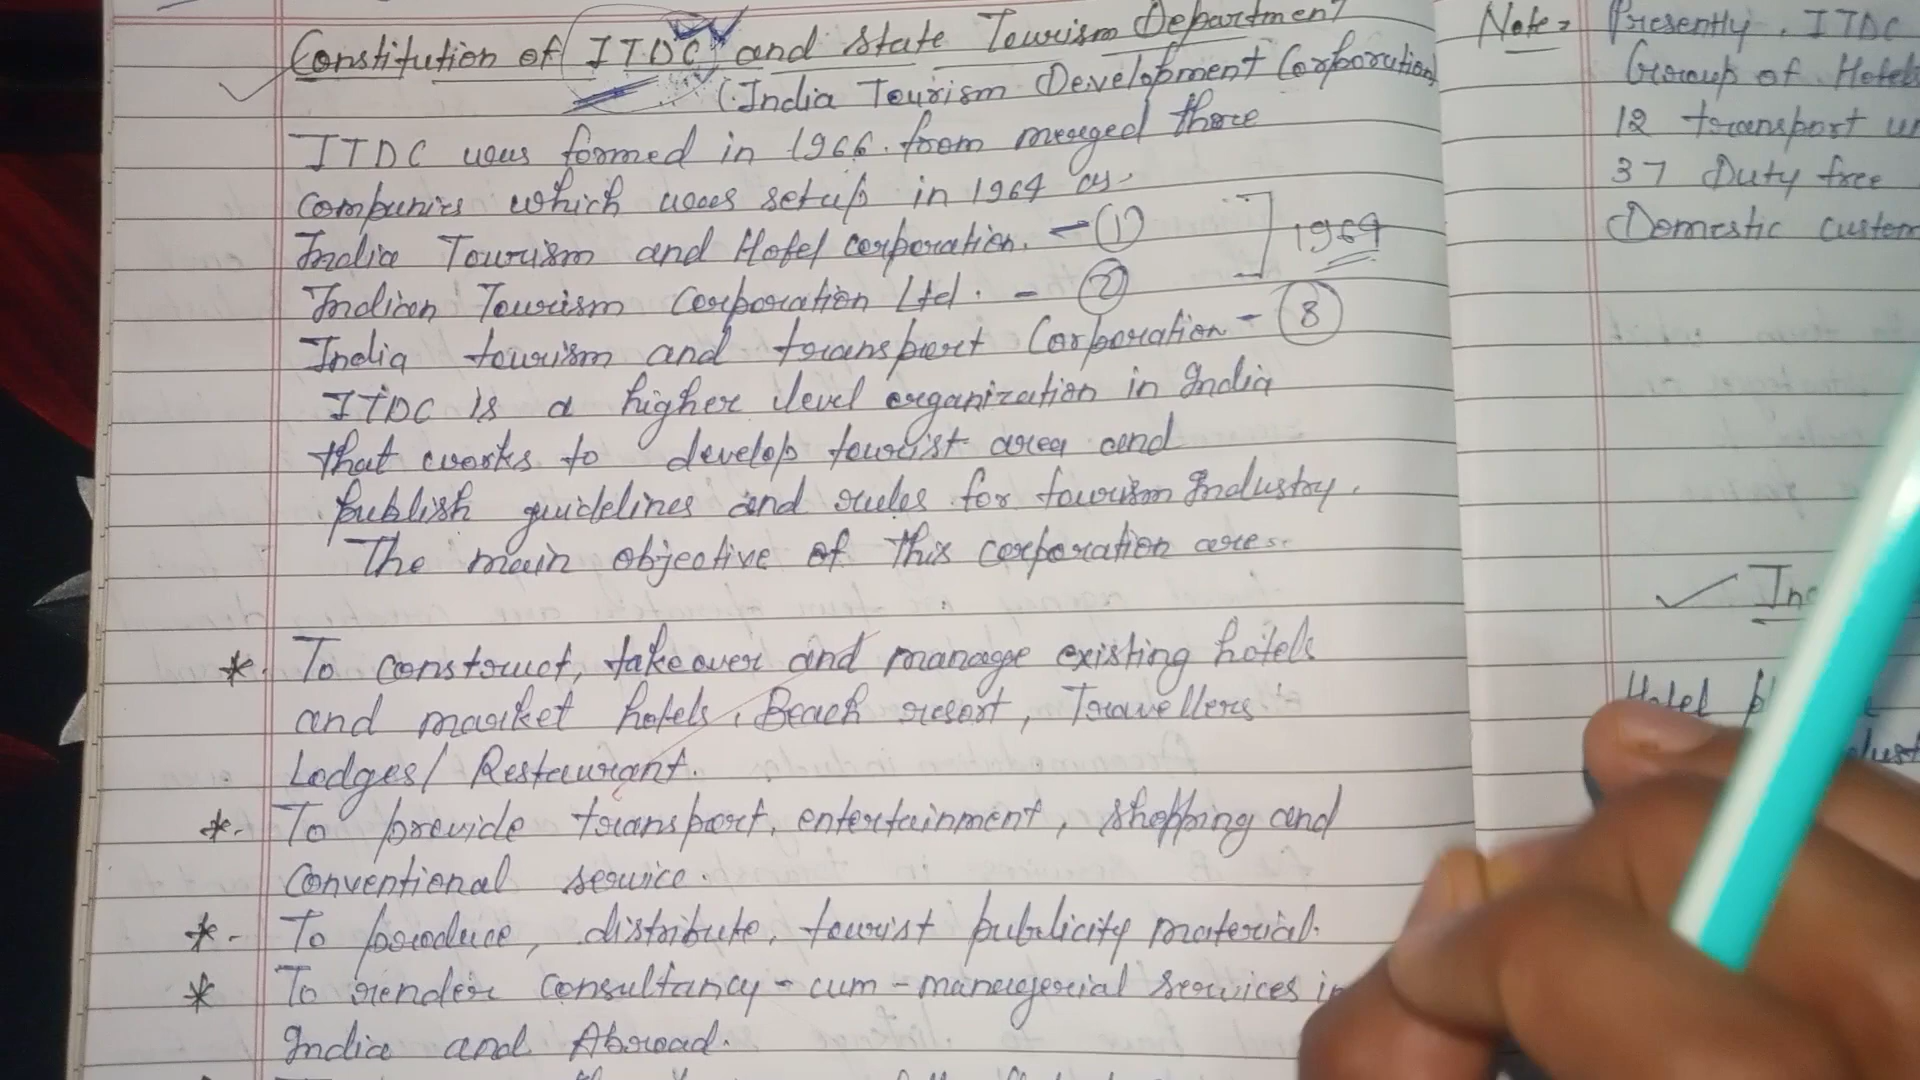 Constitution of ITDC and State Tourism Department
(India Tourism Development Corporation)
ITDC was formed in 1966. from merged three
companies which was setup in 1964 as.
India Tourism and Hotel corporation. - ①
1964
Indian Tourism Corporation Ltd. - ②
India tourism and transport Corporation - ③
ITDC is a higher level organization in India
that works to develop tourist area and
publish guidelines and rules for tourism Industry.
The main objective of this corporation are:-
*. To construct, takeover and manage existing hotels
and market hotels, Beach resort, Travellers'
Lodges/ Restaurant.
*. To provide transport, entertainment, shopping and
Conventional service.
*- To produce, distribute, tourist publicity material.
* To render consultancy-cum-managerial services in
India and Abroad.
Note= Presently, ITDC
Group of Hotels
12 transport
37 Duty free
Domestic custom
Hotel